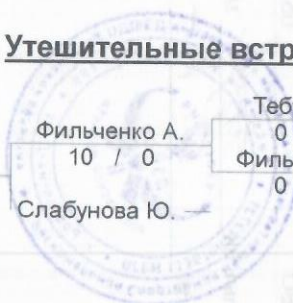 Утешительные встр
Теб
Фильченко А. 0
10 / 0 Филь
0
Слабунова Ю.